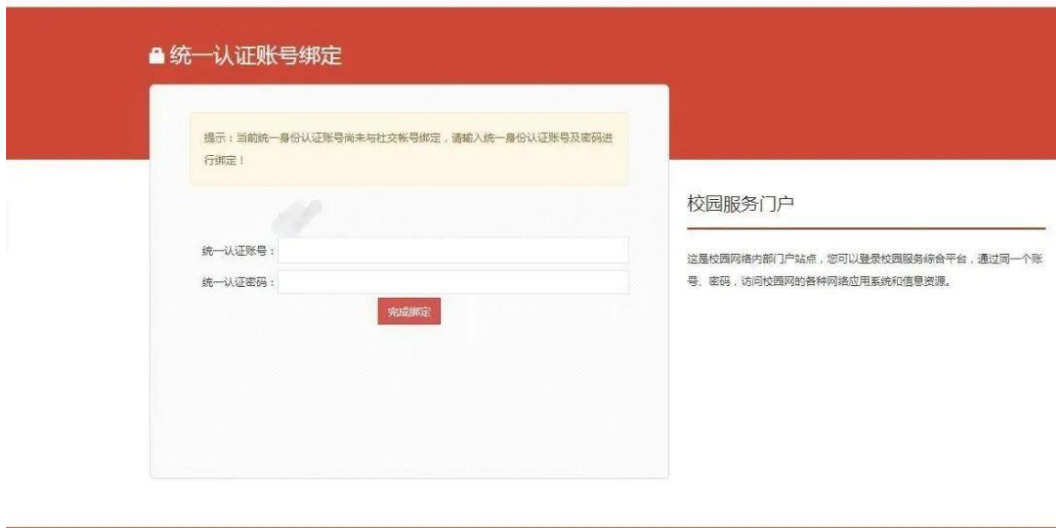 统一认证账号绑定
提示：当前统一身份认证账号尚未与社交帐号绑定，请输入统一身份认证账号及密码进
行绑定！
校园服务门户
统一认证账号：
这是校园网络内部门户站点，您可以登录校园服务综合平台，通过同一个账
统一认证密码：
号、密码，访问校园网的各种网络应用系统和信息资源。
完成绑定